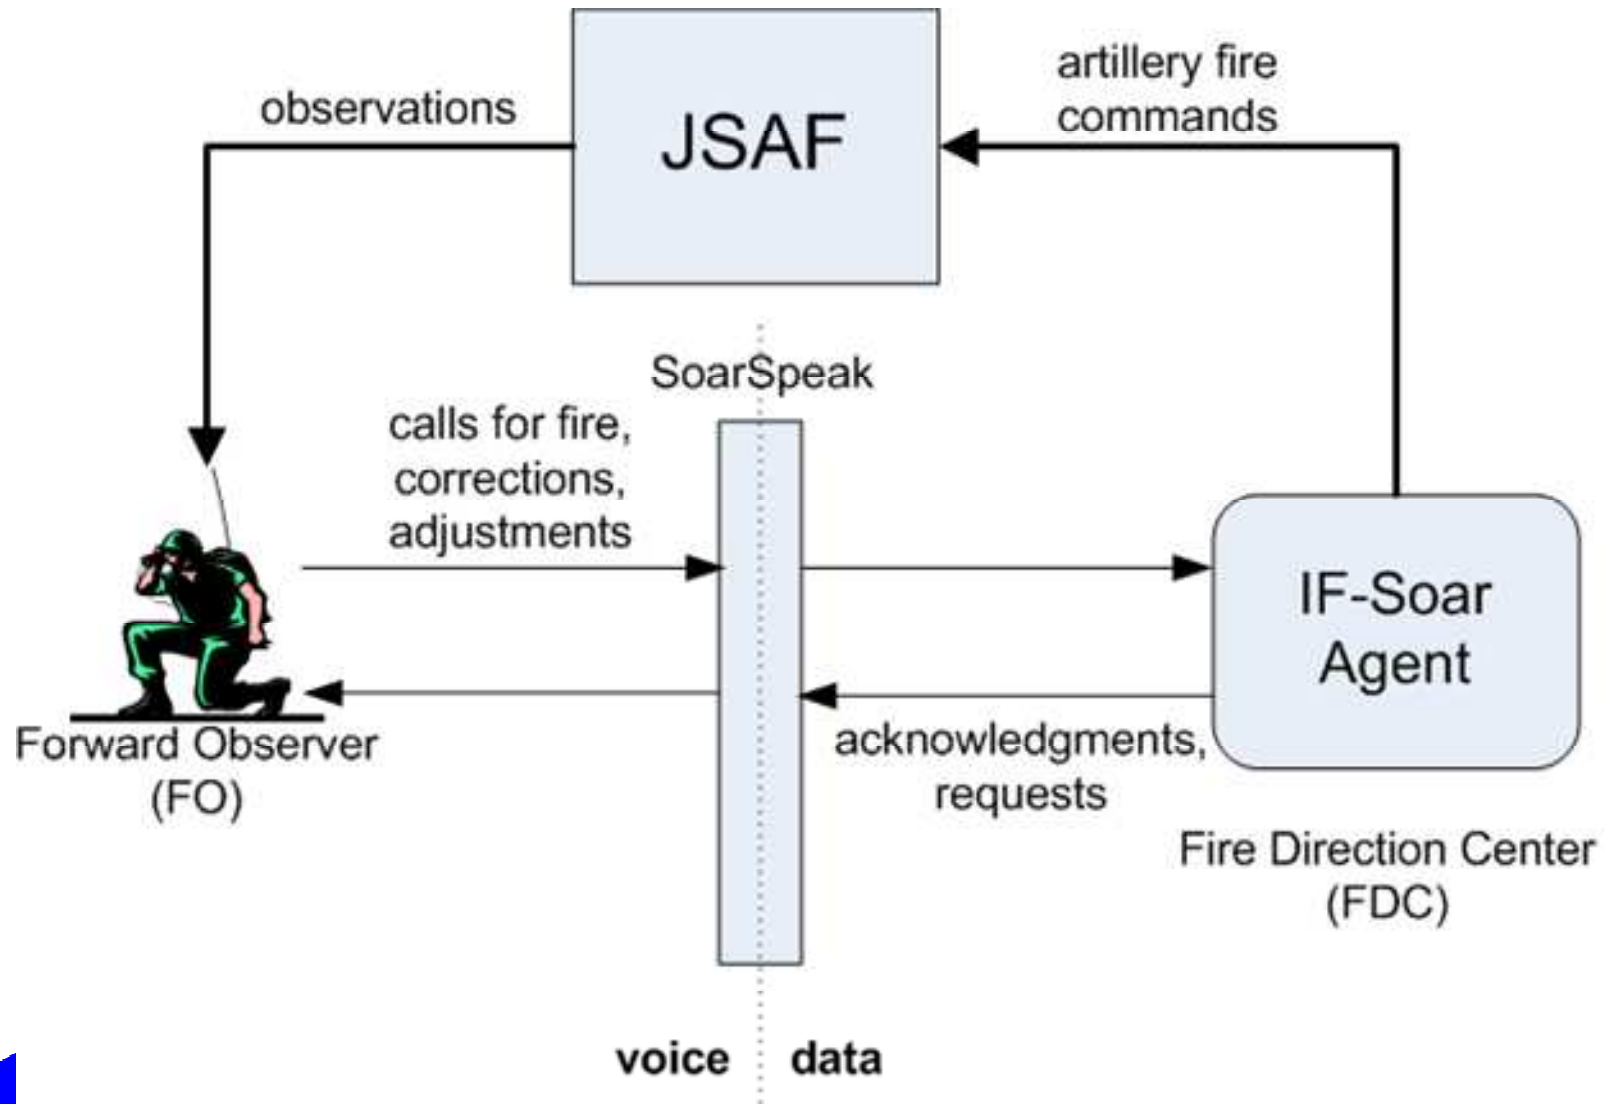 observations
JSAF
artillery fire
commands
SoarSpeak
calls for fire,
corrections,
adjustments
IF-Soar
Agent
acknowledgments,
requests
Forward Observer
(FO)
Fire Direction Center
(FDC)
voice
data